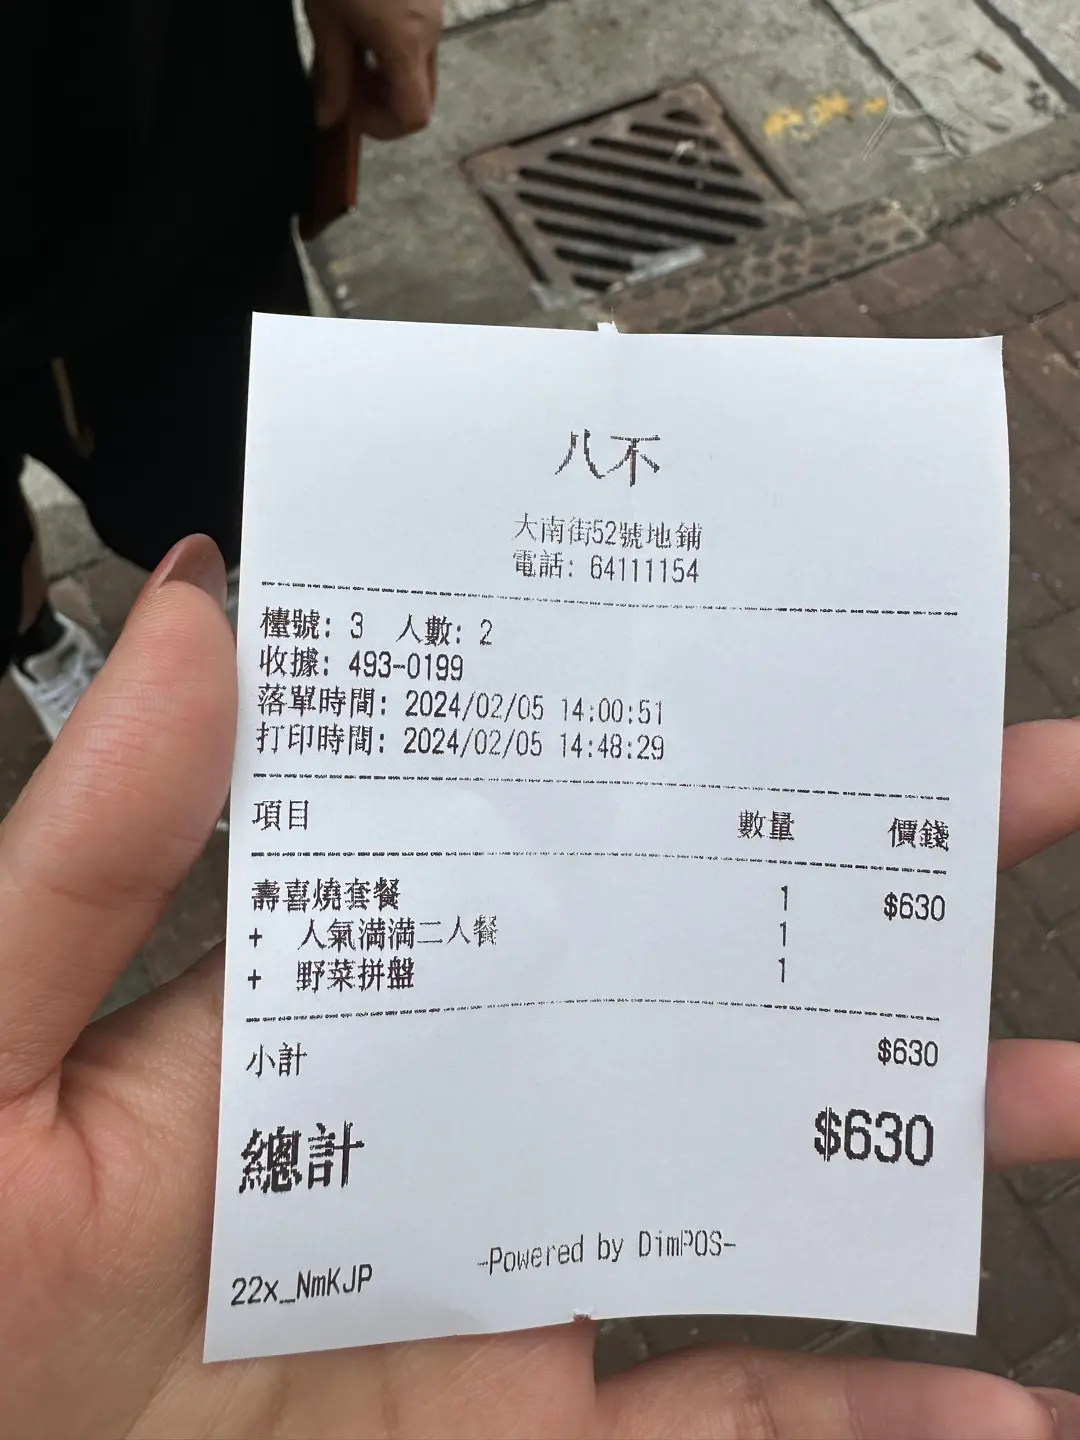 八不
大南街52號地鋪
電話: 64111154
檯號: 3 人數: 2
收據: 493-0199
落單時間: 2024/02/05 14:00:51
打印時間: 2024/02/05 14:48:29
項目 數量 價錢
壽喜燒套餐 1 $630
+ 人氣滿滿二人餐 1
+ 野菜拼盤 1
小計 $630
總計 $630
-Powered by DimPOS-
22x_NmKJP